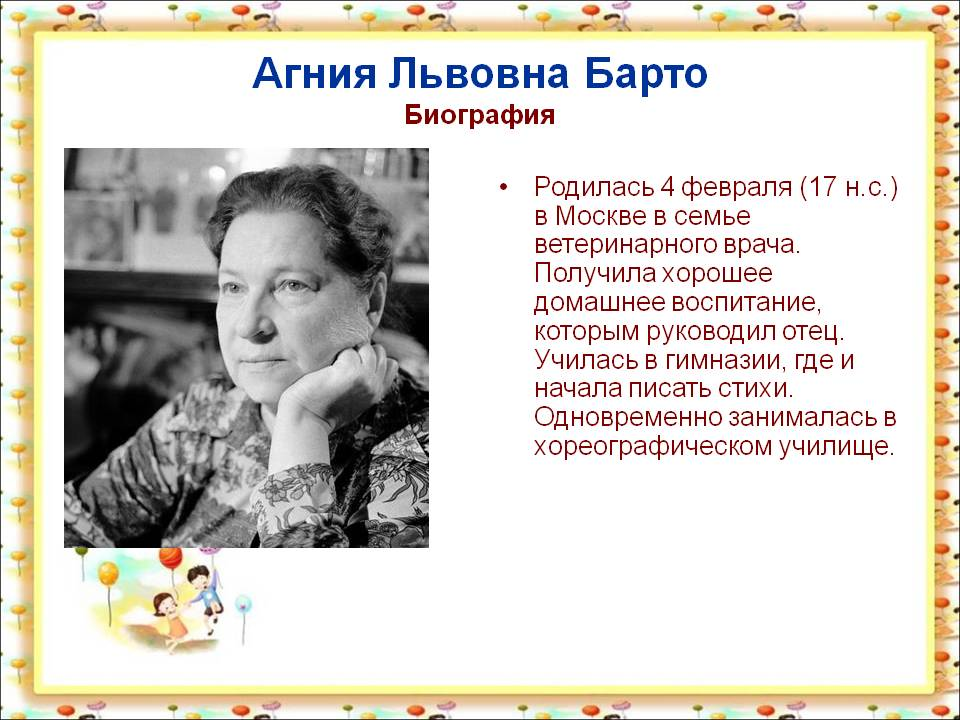 Агния Львовна Барто
Биография
• Родилась 4 февраля (17 н.с.)
в Москве в семье
ветеринарного врача.
Получила хорошее
домашнее воспитание,
которым руководил отец.
Училась в гимназии, где и
начала писать стихи.
Одновременно занималась в
хореографическом училище.